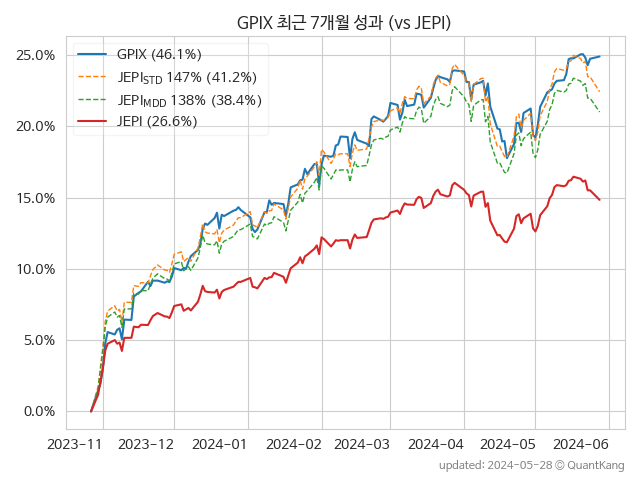 GPIX 최근 7개월 성과 (vs JEPI)
GPIX (46.1%)
JEPI_STD 147% (41.2%)
JEPI_MDD 138% (38.4%)
JEPI (26.6%)
25.0%
20.0%
15.0%
10.0%
5.0%
0.0%
2023-11 2023-12 2024-01 2024-02 2024-03 2024-04 2024-05 2024-06
updated: 2024-05-28 © QuantKang